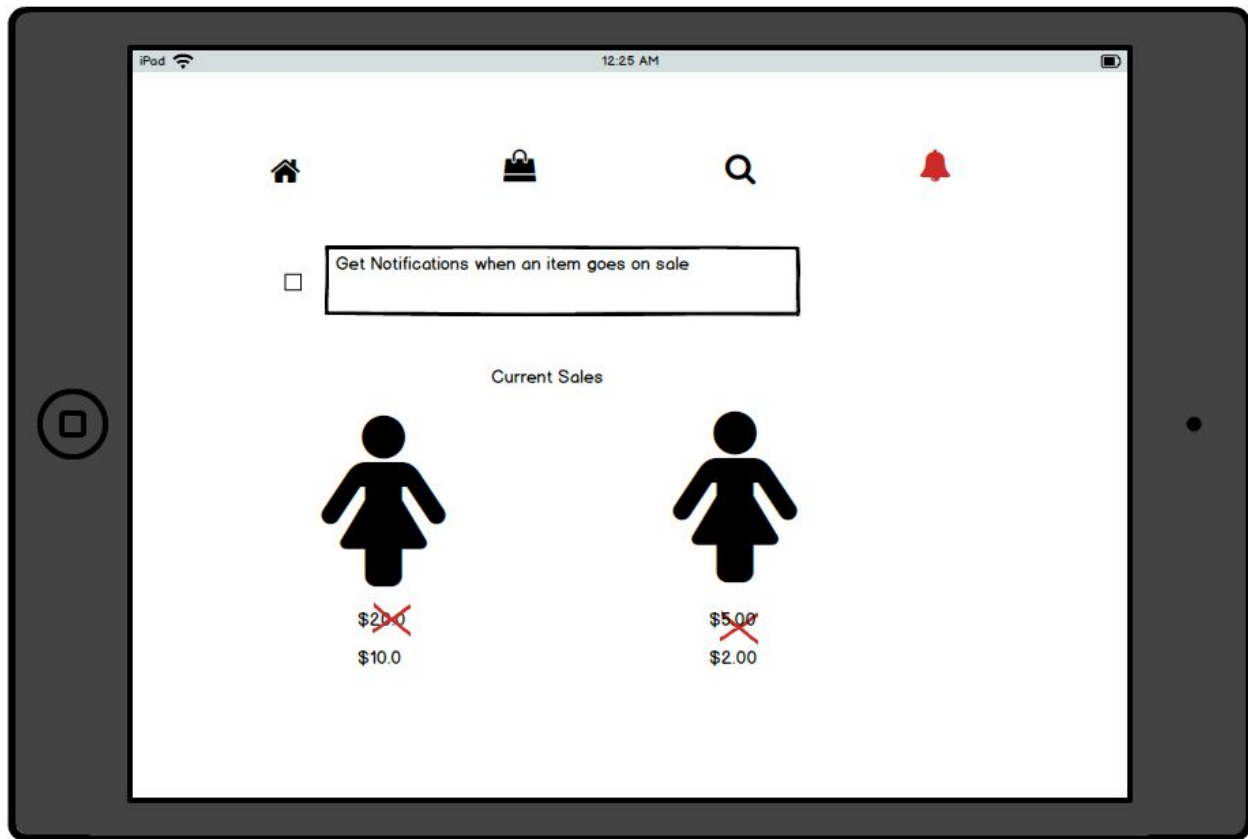 iPad
12:25 AM
Get Notifications when an item goes on sale
Current Sales
$20.0
$5.00
$10.0
$2.00